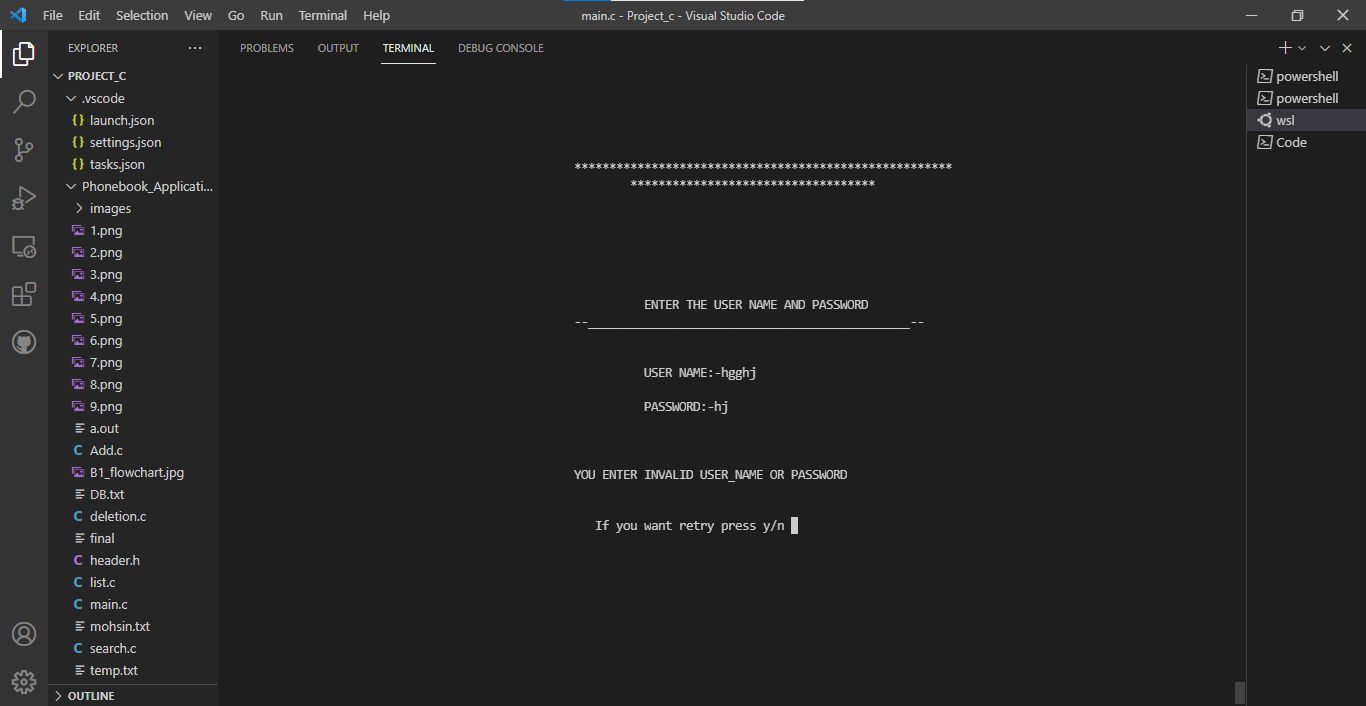 File Edit Selection View Go Run Terminal Help
main.c - Project_c - Visual Studio Code
EXPLORER
PROJECT_C
.vscode
{} launch.json
{} settings.json
{} tasks.json
Phonebook_Applicati...
images
1.png
2.png
3.png
4.png
5.png
6.png
7.png
8.png
9.png
a.out
C Add.c
B1_flowchart.jpg
DB.txt
C deletion.c
final
C header.h
C list.c
C main.c
mohsin.txt
C search.c
temp.txt
OUTLINE
PROBLEMS OUTPUT TERMINAL DEBUG CONSOLE
******************************************************
***********************************
ENTER THE USER NAME AND PASSWORD
--______________________________________________--
USER NAME:-hgghj
PASSWORD:-hj
YOU ENTER INVALID USER_NAME OR PASSWORD
If you want retry press y/n
powershell
powershell
wsl
Code